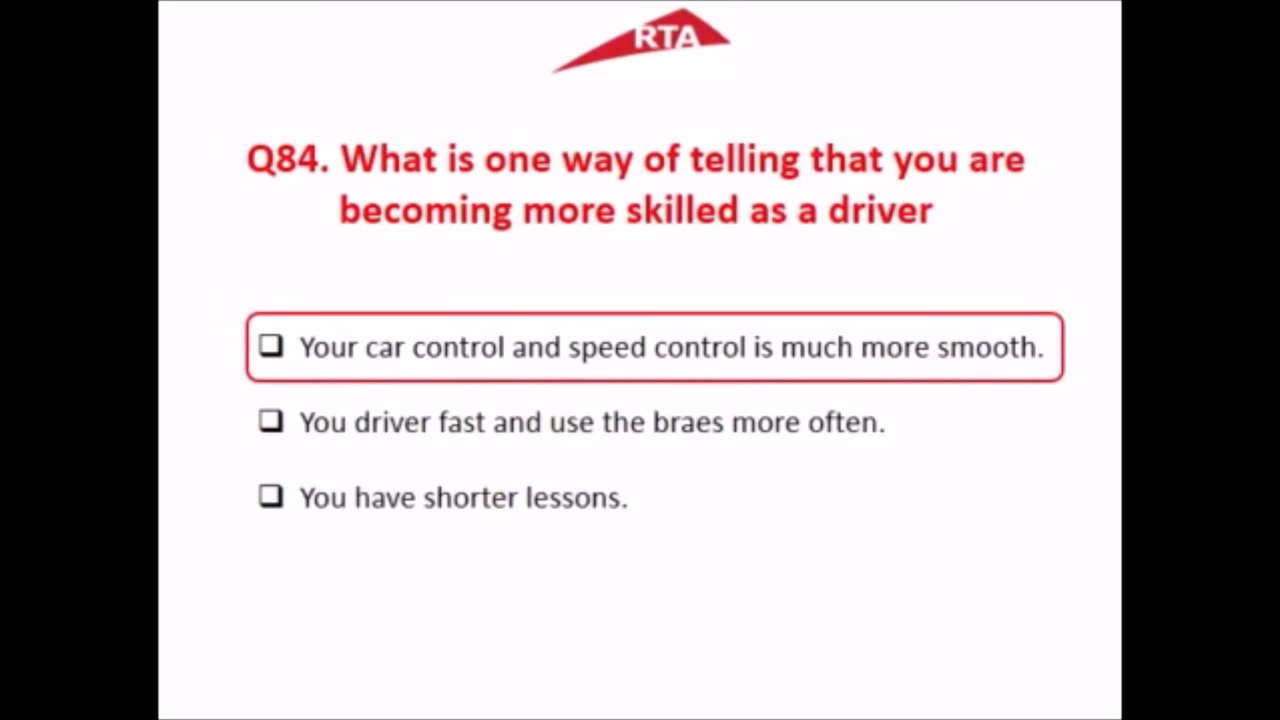 RTA
Q84. What is one way of telling that you are
becoming more skilled as a driver
Your car control and speed control is much more smooth.
You driver fast and use the braes more often.
You have shorter lessons.